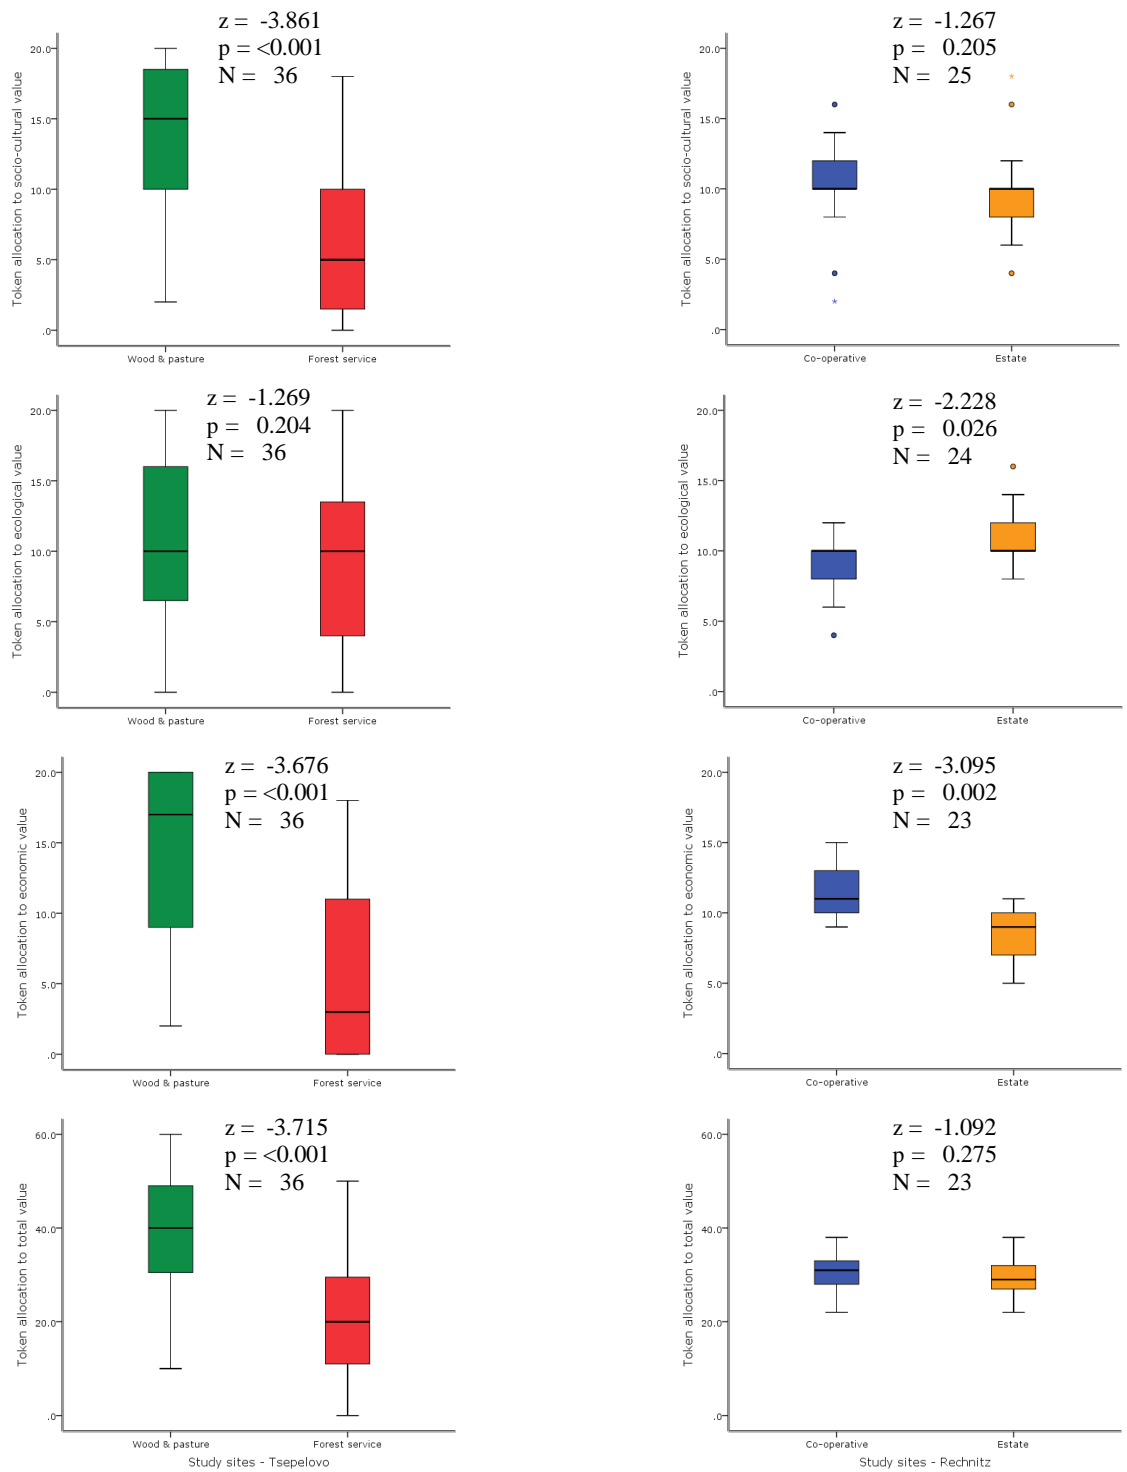 z = -3.861
p = <0.001
N = 36
Token allocation to socio-cultural value
20.0
15.0
10.0
5.0
.0
Wood & pasture
Forest service
z = -1.267
p = 0.205
N = 25
Token allocation to socio-cultural value
20.0
15.0
10.0
5.0
.0
Co-operative
Estate
z = -1.269
p = 0.204
N = 36
Token allocation to ecological value
20.0
15.0
10.0
5.0
.0
Wood & pasture
Forest service
z = -2.228
p = 0.026
N = 24
Token allocation to ecological value
20.0
15.0
10.0
5.0
.0
Co-operative
Estate
z = -3.676
p = <0.001
N = 36
Token allocation to economic value
20.0
15.0
10.0
5.0
.0
Wood & pasture
Forest service
z = -3.095
p = 0.002
N = 23
Token allocation to economic value
20.0
15.0
10.0
5.0
.0
Co-operative
Estate
z = -3.715
p = <0.001
N = 36
Token allocation to total value
60.0
40.0
20.0
.0
Wood & pasture
Forest service
Study sites - Tsepelovo
z = -1.092
p = 0.275
N = 23
Token allocation to total value
60.0
40.0
20.0
.0
Co-operative
Estate
Study sites - Rechnitz